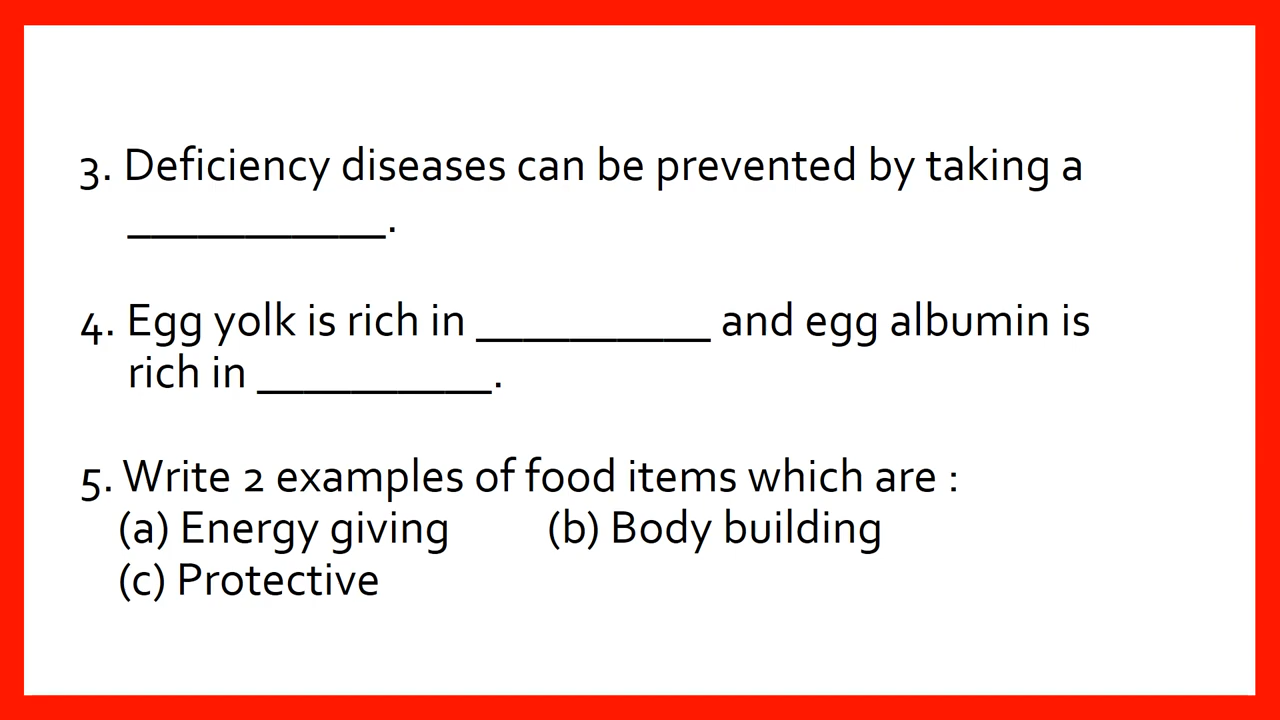 3. Deficiency diseases can be prevented by taking a
___________.
4. Egg yolk is rich in __________ and egg albumin is
rich in __________.
5. Write 2 examples of food items which are :
(a) Energy giving (b) Body building
(c) Protective